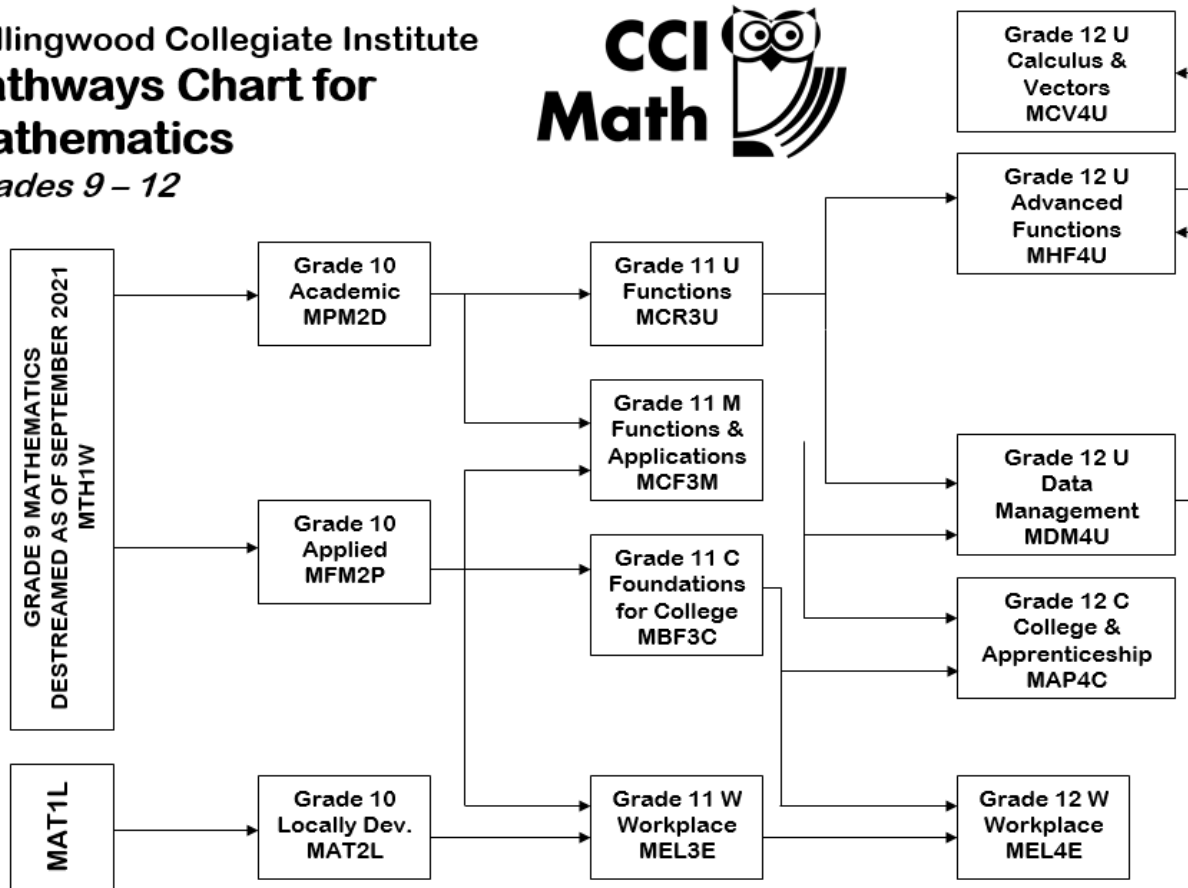 llingwood Collegiate Institute
athways Chart for
athematics
ades 9 – 12
CCI
Math
GRADE 9 MATHEMATICS
DESTREAMED AS OF SEPTEMBER 2021
MTH1W
MAT1L
Grade 10
Academic
MPM2D
Grade 10
Applied
MFM2P
Grade 10
Locally Dev.
MAT2L
Grade 11 U
Functions
MCR3U
Grade 11 M
Functions &
Applications
MCF3M
Grade 11 C
Foundations
for College
MBF3C
Grade 11 W
Workplace
MEL3E
Grade 12 U
Calculus &
Vectors
MCV4U
Grade 12 U
Advanced
Functions
MHF4U
Grade 12 U
Data
Management
MDM4U
Grade 12 C
College &
Apprenticeship
MAP4C
Grade 12 W
Workplace
MEL4E